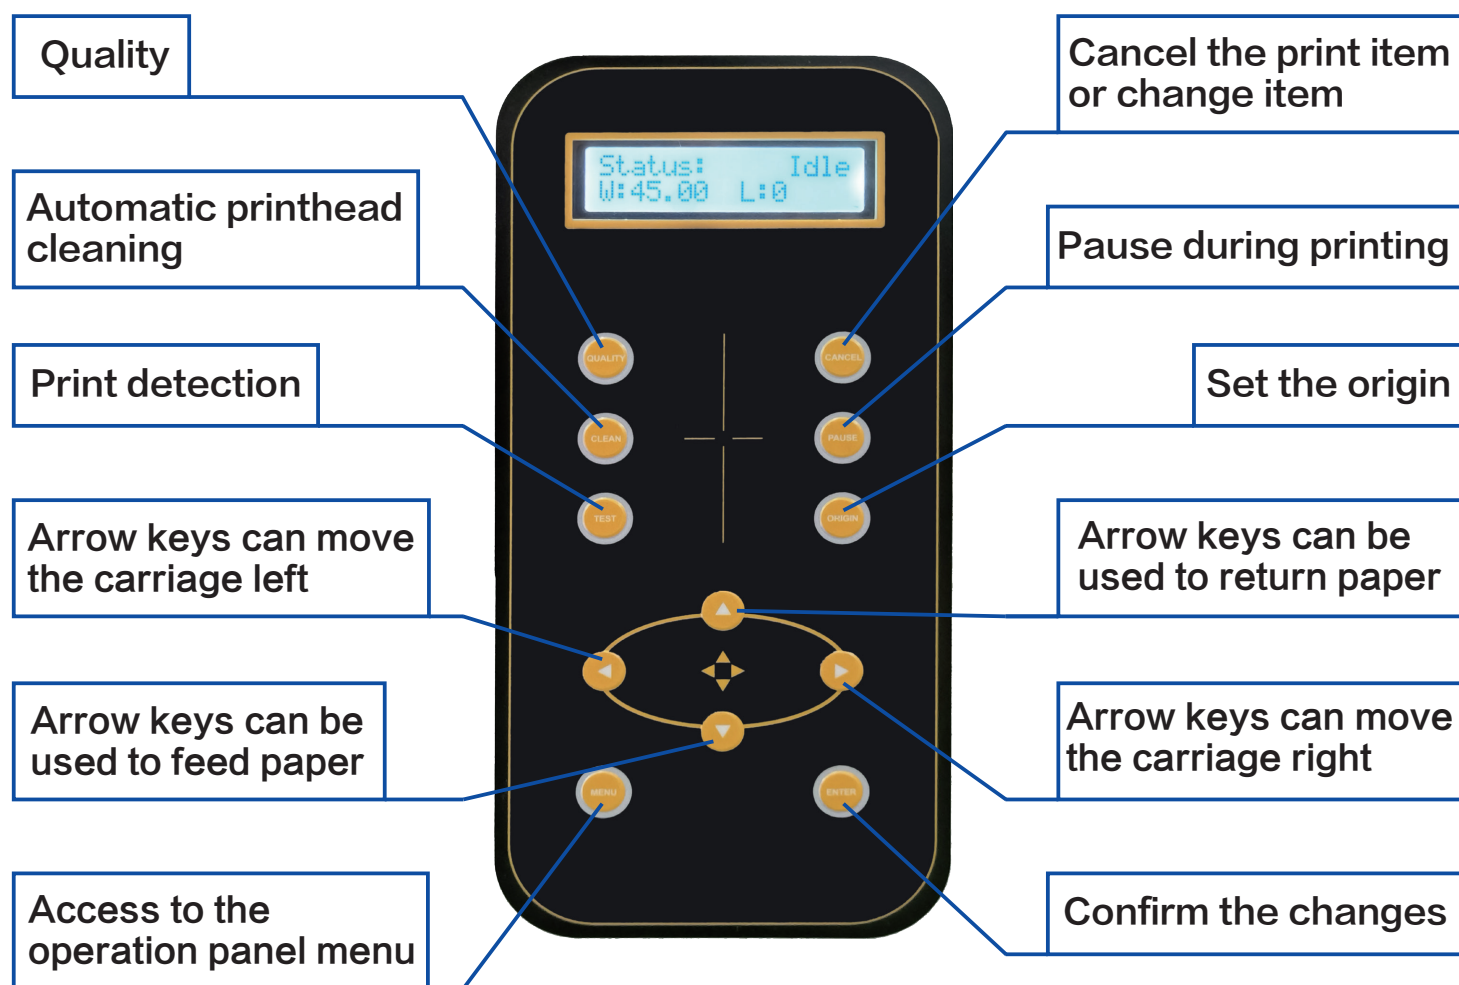 Quality
Cancel the print item
or change item
Status: Idle
W:45.00 L:0
Automatic printhead
cleaning
Pause during printing
QUALITY
CANCEL
Print detection
Set the origin
CLEAN
PAUSE
TEST
ORIGIN
Arrow keys can move
the carriage left
Arrow keys can be
used to return paper
Arrow keys can be
used to feed paper
Arrow keys can move
the carriage right
MENU
ENTER
Access to the
operation panel menu
Confirm the changes